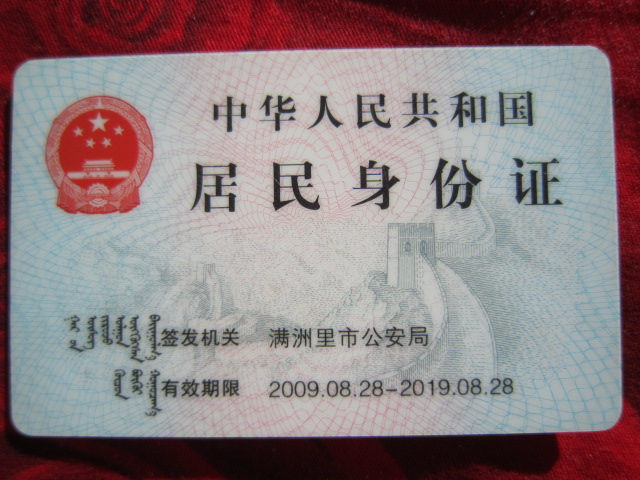 中华人民共和国
居民身份证
签发机关 满洲里市公安局
有效期限 2009.08.28-2019.08.28